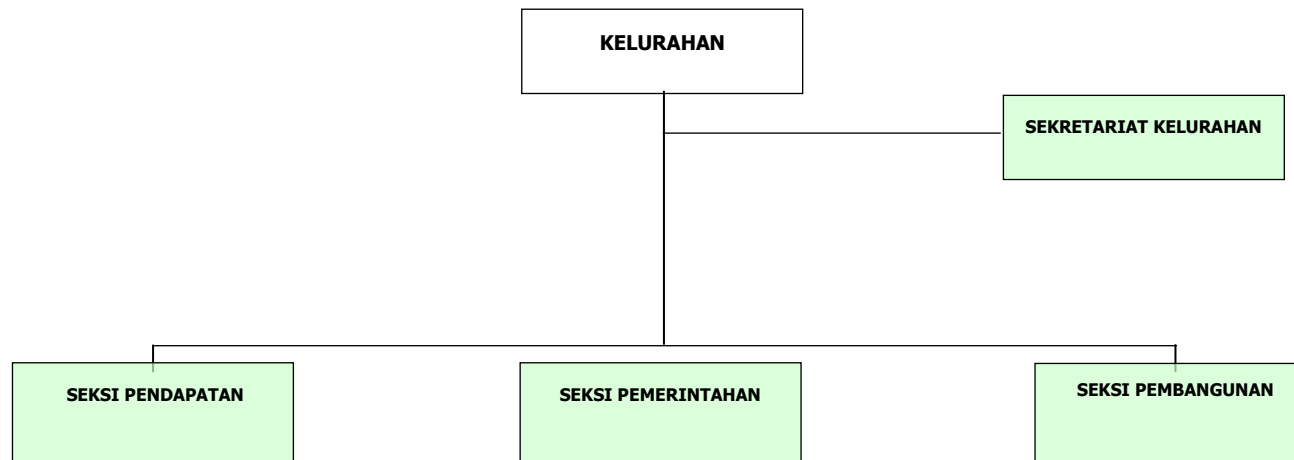 KELURAHAN
SEKRETARIAT KELURAHAN
SEKSI PENDAPATAN
SEKSI PEMERINTAHAN
SEKSI PEMBANGUNAN